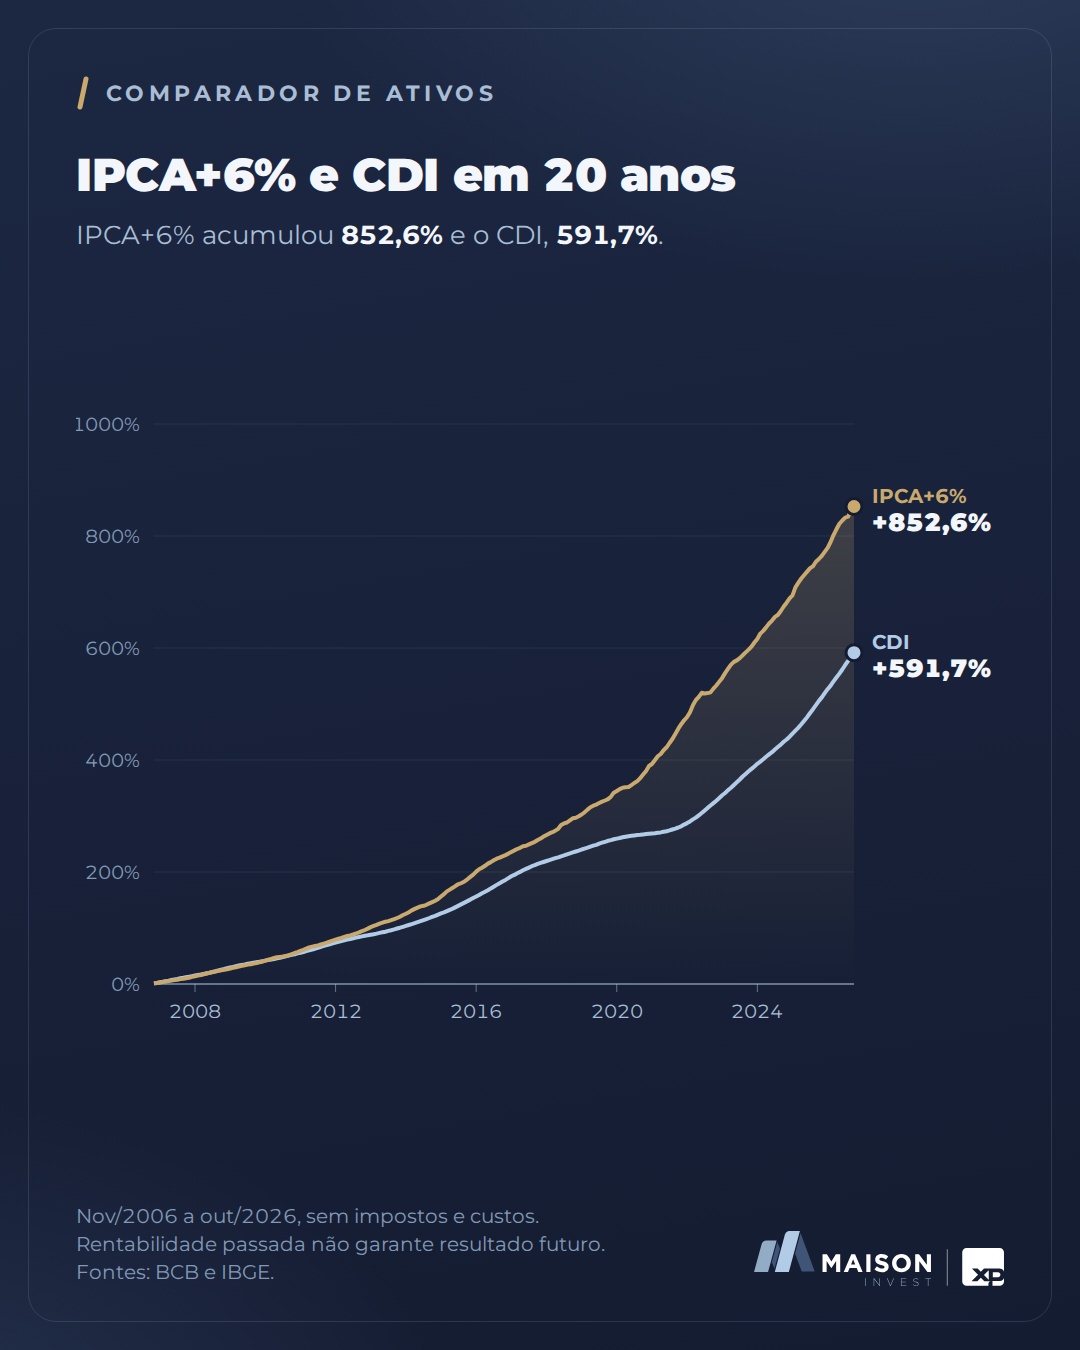 COMPARADOR DE ATIVOS
IPCA+6% e CDI em 20 anos
IPCA+6% acumulou 852,6% e o CDI, 591,7%.
1000%
IPCA+6%
+852,6%
800%
CDI
600%
+591,7%
400%
200%
0%
2008 2012 2016 2020 2024
Nov/2006 a out/2026, sem impostos e custos.
Rentabilidade passada não garante resultado futuro.
Fontes: BCB e IBGE.
MAISON
INVEST
xp